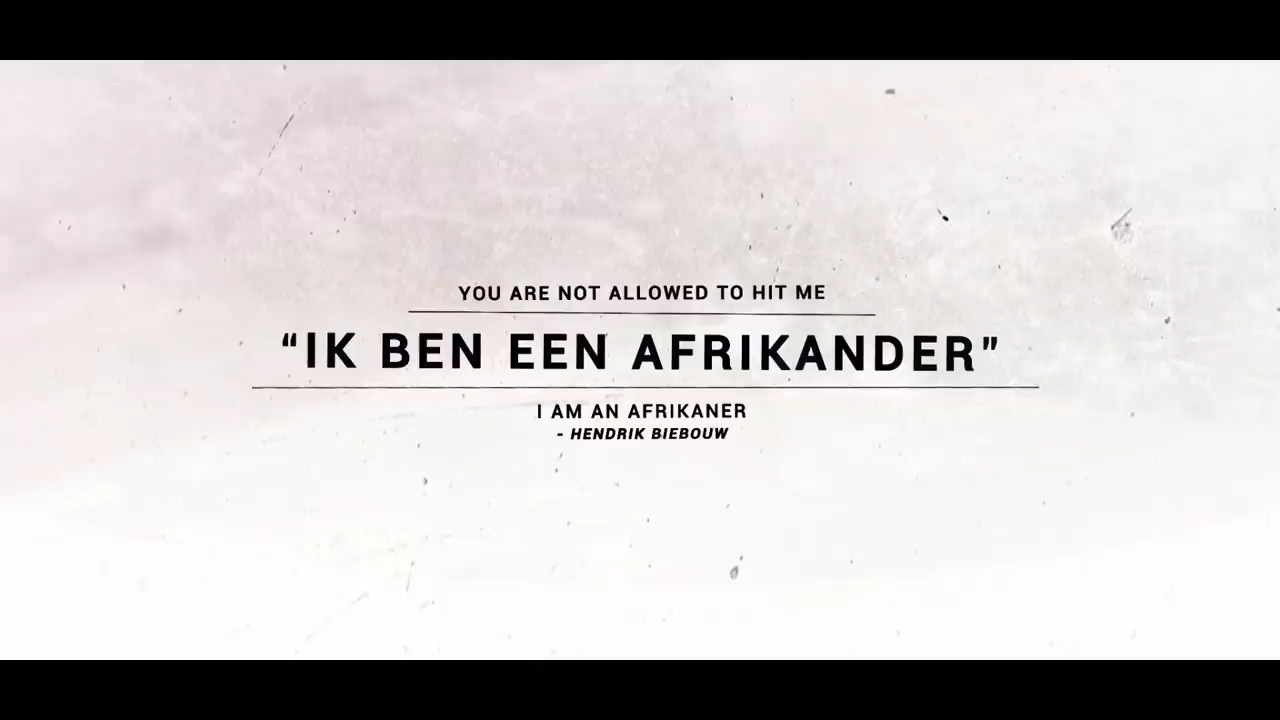 YOU ARE NOT ALLOWED TO HIT ME
“IK BEN EEN AFRIKANDER”
I AM AN AFRIKANER
- HENDRIK BIEBOUW